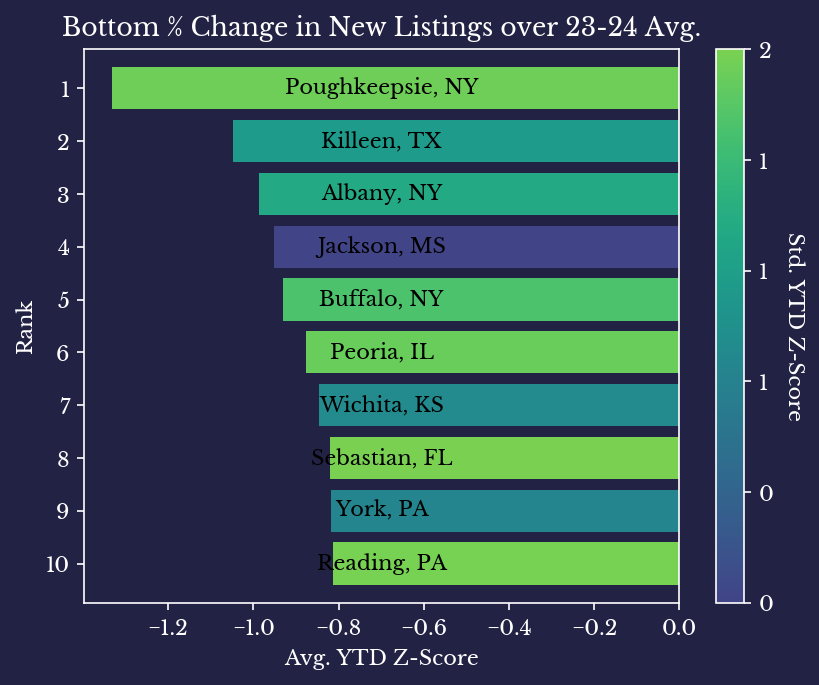 Bottom % Change in New Listings over 23-24 Avg.
Rank
1 Poughkeepsie, NY
2 Killeen, TX
3 Albany, NY
4 Jackson, MS
5 Buffalo, NY
6 Peoria, IL
7 Wichita, KS
8 Sebastian, FL
9 York, PA
10 Reading, PA
−1.2 −1.0 −0.8 −0.6 −0.4 −0.2 0.0
Avg. YTD Z-Score
2
1
1
1
0
0
Std. YTD Z-Score